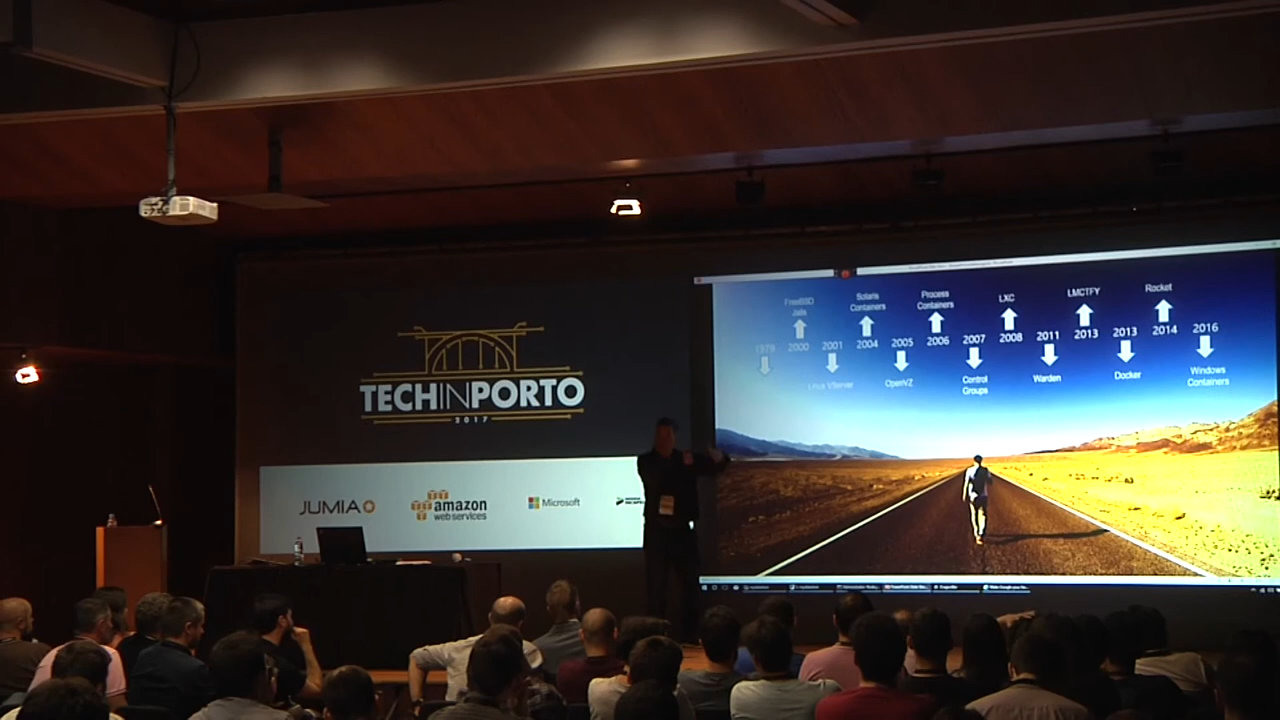 TECHINPORTO
2017
JUMIA
amazon
web services
Microsoft
FreeBSD
Jails
Solaris
Containers
Process
Containers
LXC
LMCTFY
Rocket
1979
2000
2001
2004
2005
2006
2007
2008
2011
2013
2013
2014
2016
Linux VServer
OpenVZ
Control
Groups
Warden
Docker
Windows
Containers